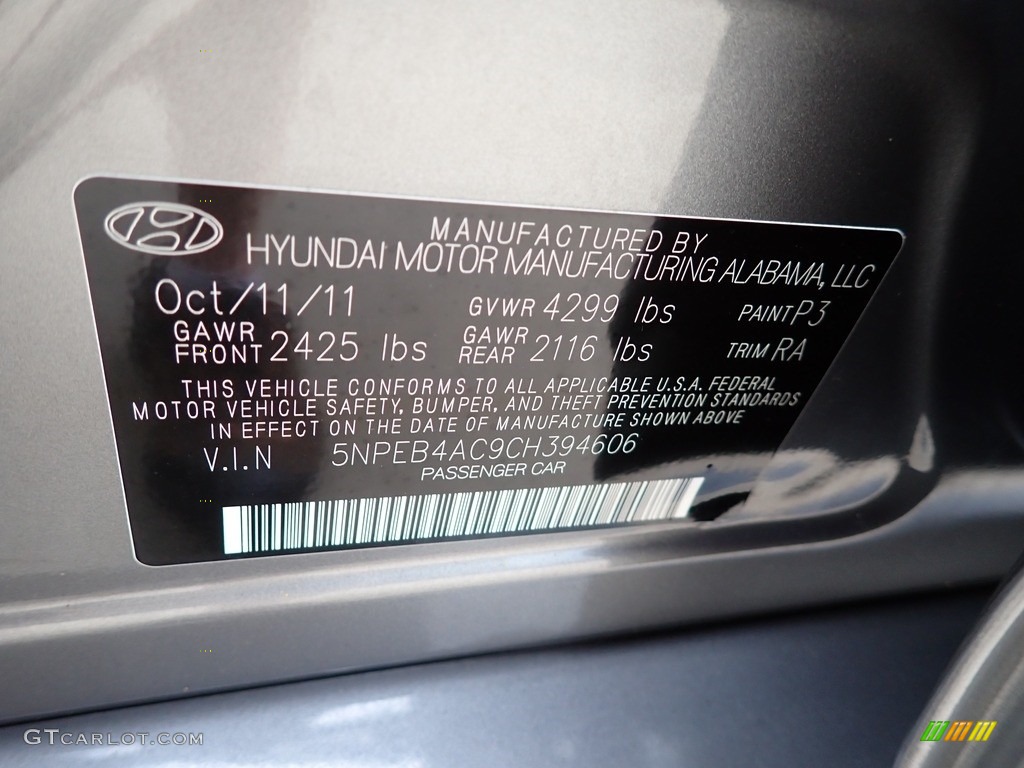 MANUFACTURED BY
HYUNDAI MOTOR MANUFACTURING ALABAMA, LLC
Oct/11/11 GVWR 4299 lbs PAINT P3
GAWR FRONT 2425 lbs GAWR REAR 2116 lbs TRIM RA
THIS VEHICLE CONFORMS TO ALL APPLICABLE U.S.A. FEDERAL
MOTOR VEHICLE SAFETY, BUMPER, AND THEFT PREVENTION STANDARDS
IN EFFECT ON THE DATE OF MANUFACTURE SHOWN ABOVE
V.I.N 5NPEB4AC9CH394606
PASSENGER CAR
GTCARLOT.COM